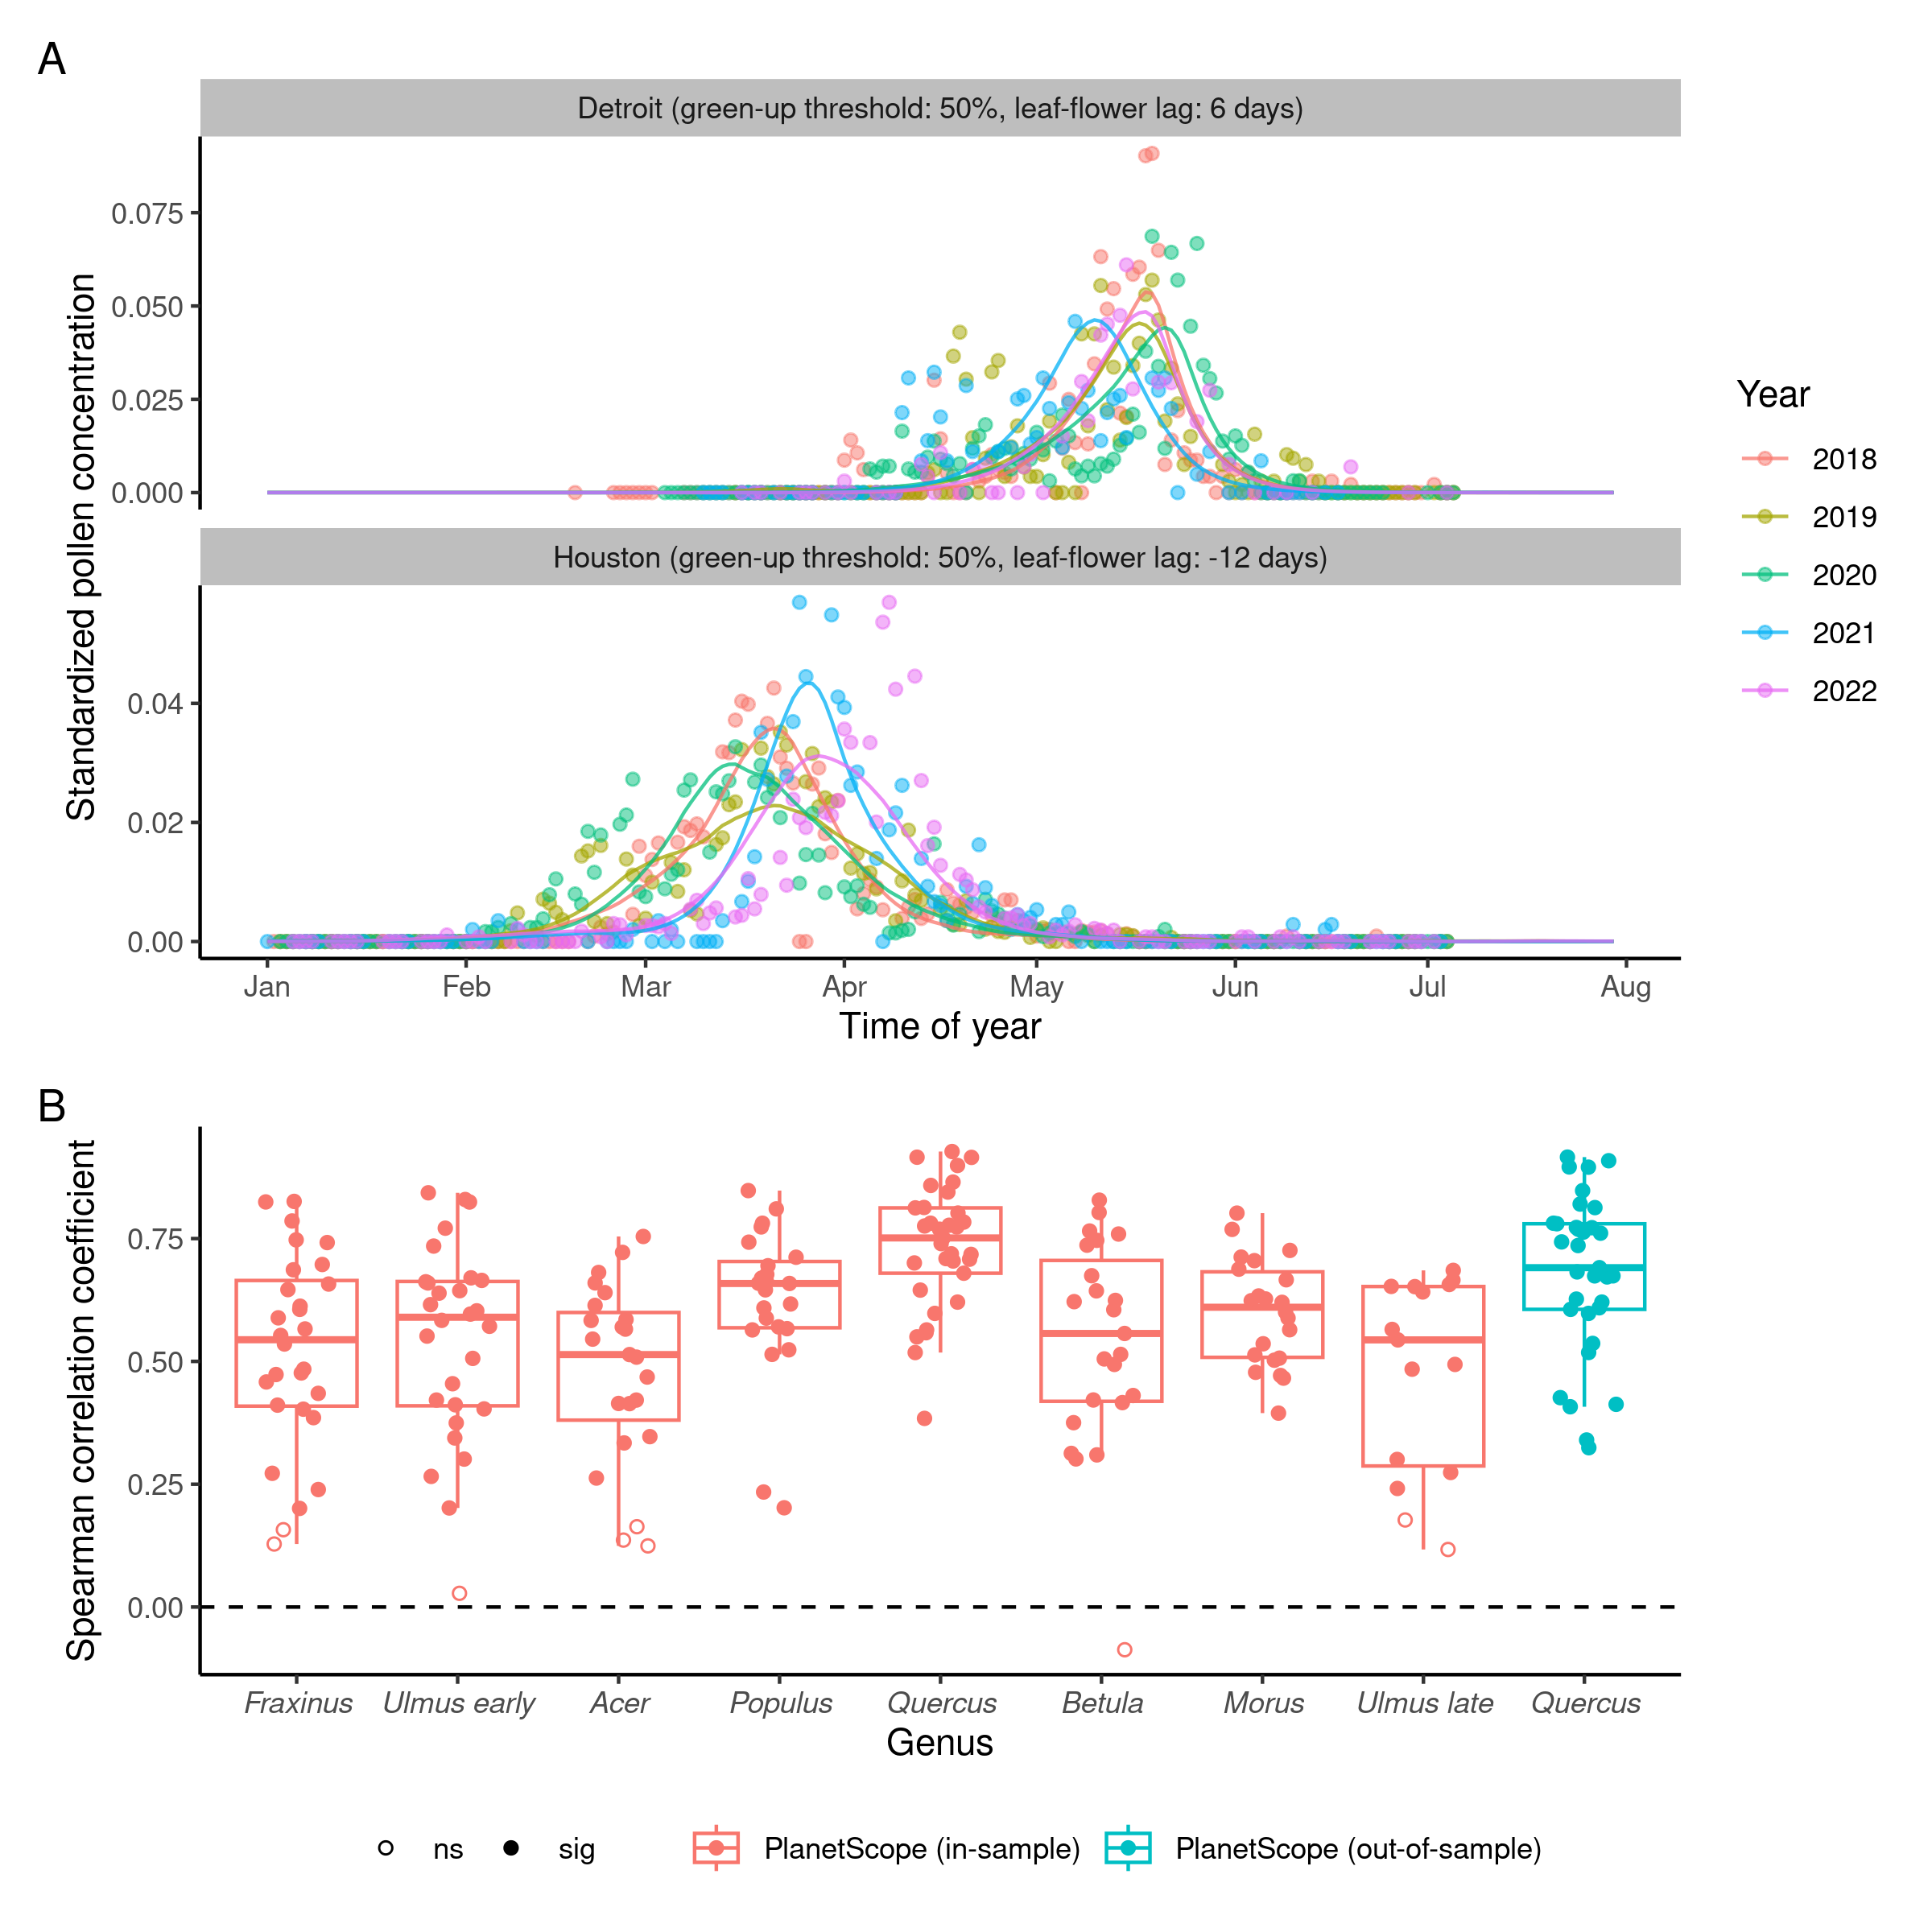 A
Detroit (green-up threshold: 50%, leaf-flower lag: 6 days)
0.075
0.050
0.025
0.000
Standardized pollen concentration
Houston (green-up threshold: 50%, leaf-flower lag: -12 days)
0.04
0.02
0.00
Jan Feb Mar Apr May Jun Jul Aug
Time of year
Year
2018
2019
2020
2021
2022
B
Spearman correlation coefficient
0.75
0.50
0.25
0.00
Fraxinus Ulmus early Acer Populus Quercus Betula Morus Ulmus late Quercus
Genus
ns sig PlanetScope (in-sample) PlanetScope (out-of-sample)